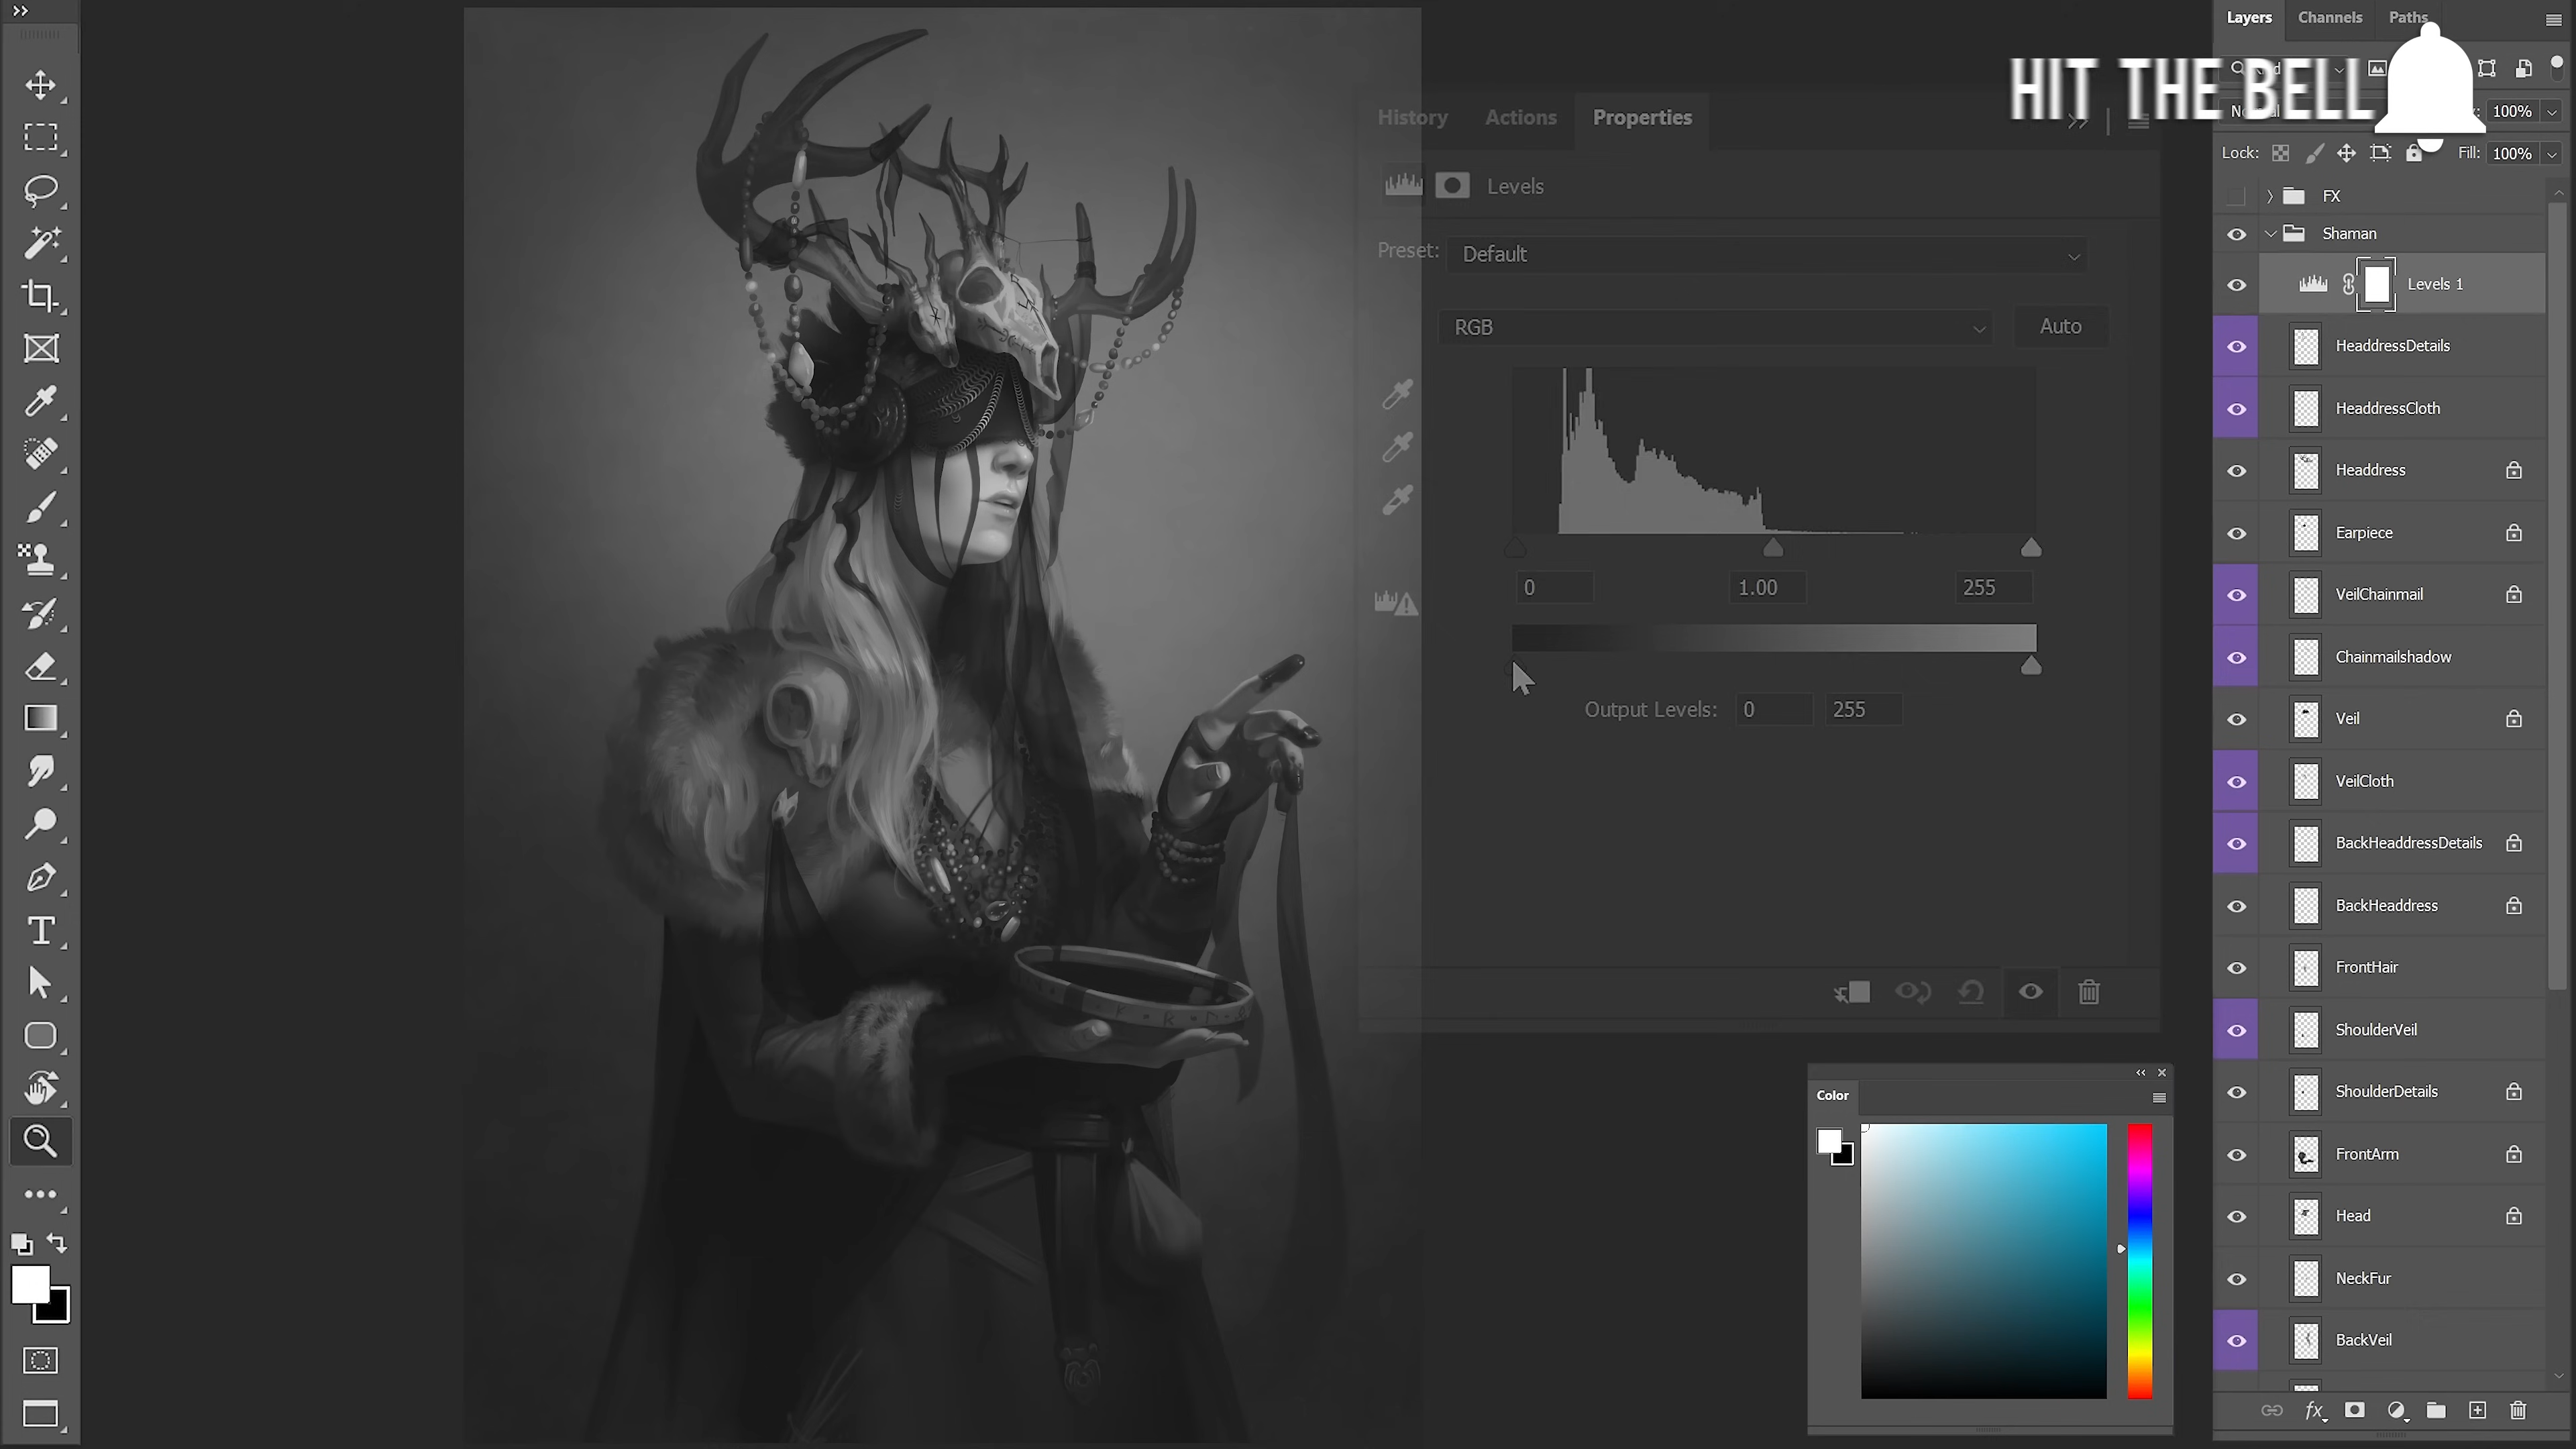 Layers Channels Paths
HIT THE BELL
100%
Lock: Fill: 100%
FX
Shaman
Levels 1
HeaddressDetails
HeaddressCloth
Headdress
Earpiece
VeilChainmail
Chainmailshadow
Veil
VeilCloth
BackHeaddressDetails
BackHeaddress
FrontHair
ShoulderVeil
ShoulderDetails
FrontArm
Head
NeckFur
BackVeil
History Actions Properties
Levels
Preset: Default
RGB Auto
0 1.00 255
Output Levels: 0 255
Color